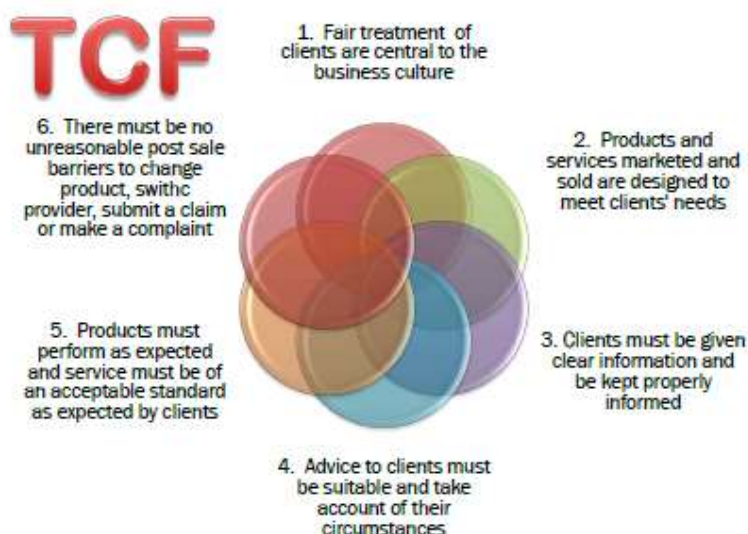 TCF
1. Fair treatment of
clients are central to the
business culture
2. Products and
services marketed and
sold are designed to
meet clients' needs
3. Clients must be given
clear information and
be kept properly
informed
4. Advice to clients must
be suitable and take
account of their
circumstances
5. Products must
perform as expected
and service must be of
an acceptable standard
as expected by clients
6. There must be no
unreasonable post sale
barriers to change
product, swithc
provider, submit a claim
or make a complaint